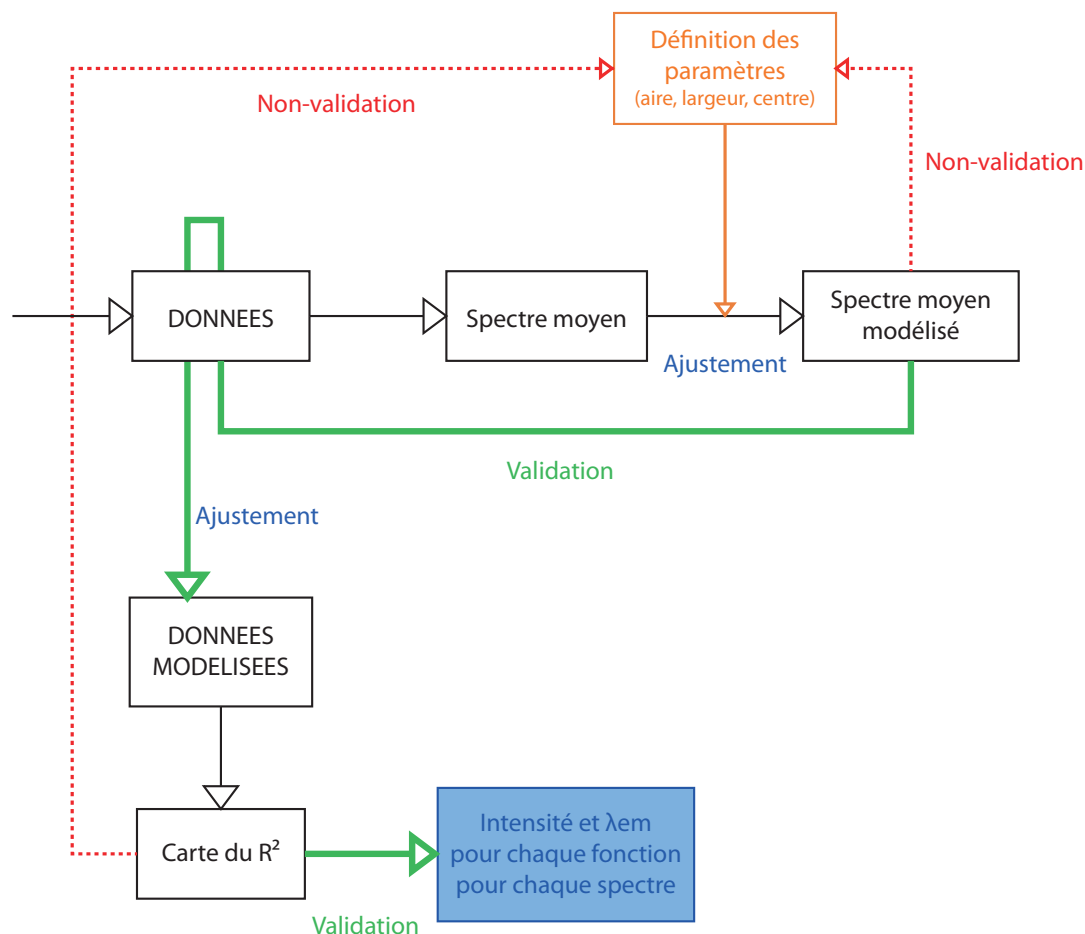 Définition des
paramètres
(aire, largeur, centre)
Non-validation
Non-validation
DONNEES
Spectre moyen
Spectre moyen
modélisé
Ajustement
Validation
Ajustement
DONNEES
MODELISEES
Carte du R²
Intensité et λem
pour chaque fonction
pour chaque spectre
Validation